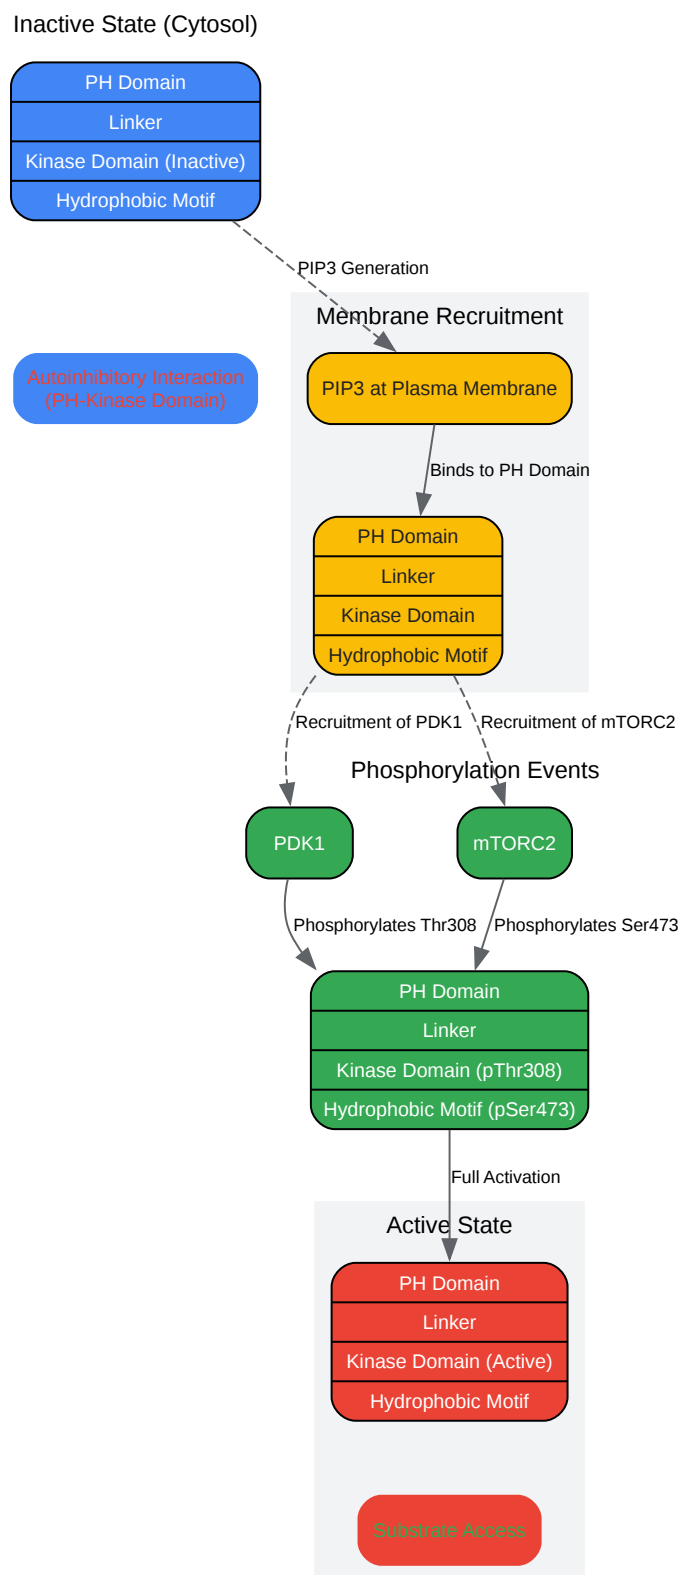 Inactive State (Cytosol)
PH Domain
Linker
Kinase Domain (Inactive)
Hydrophobic Motif
PIP3 Generation
Membrane Recruitment
Autoinhibitory Interaction
(PH-Kinase Domain)
PIP3 at Plasma Membrane
Binds to PH Domain
PH Domain
Linker
Kinase Domain
Hydrophobic Motif
Recruitment of PDK1
Recruitment of mTORC2
Phosphorylation Events
PDK1
mTORC2
Phosphorylates Thr308
Phosphorylates Ser473
PH Domain
Linker
Kinase Domain (pThr308)
Hydrophobic Motif (pSer473)
Full Activation
Active State
PH Domain
Linker
Kinase Domain (Active)
Hydrophobic Motif
Substrate Access